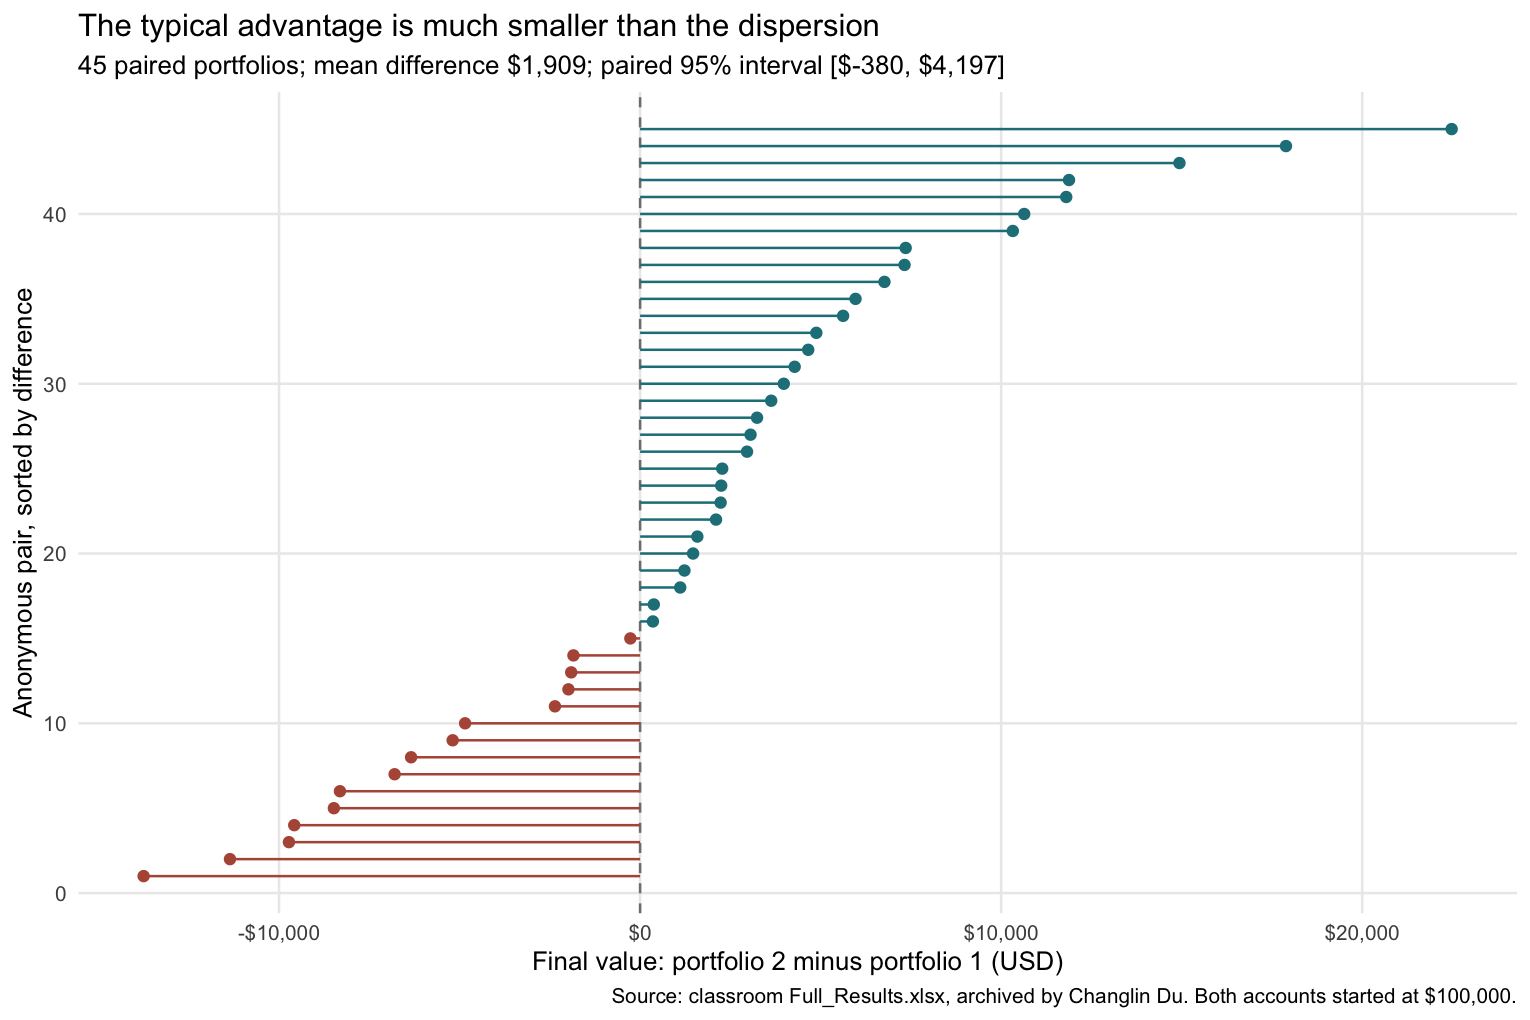 The typical advantage is much smaller than the dispersion
45 paired portfolios; mean difference $1,909; paired 95% interval [$-380, $4,197]
Anonymous pair, sorted by difference
40
30
20
10
0
-$10,000
$0
$10,000
$20,000
Final value: portfolio 2 minus portfolio 1 (USD)
Source: classroom Full_Results.xlsx, archived by Changlin Du. Both accounts started at $100,000.